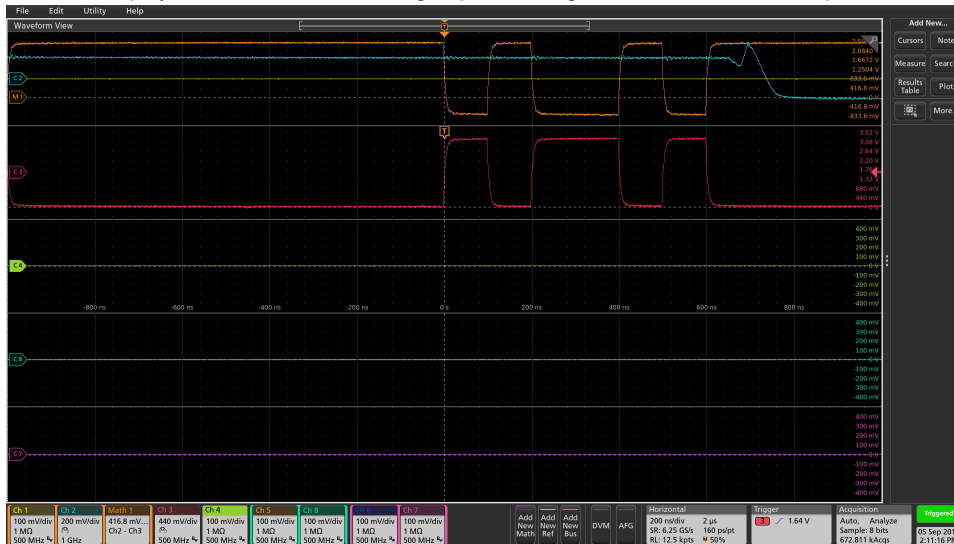 File Edit Utility Help
Waveform View
Add New...
Cursors Note
Measure Searc
Results Table Plot
More...
T
2.0840
1.6672 V
1.2504 V
833.6 mV
416.8 mV
0 V
-416.8 mV
-833.6 mV
C2
M1
T
3.52 V
3.08 V
2.64 V
2.20 V
1.32 V
880 mV
440 mV
0 V
C3
400 mV
300 mV
200 mV
100 mV
0 V
-100 mV
-200 mV
-300 mV
-400 mV
C4
-800 ns -600 ns -400 ns -200 ns 0 s 200 ns 400 ns 600 ns 800 ns
400 mV
300 mV
200 mV
100 mV
0 V
-100 mV
-200 mV
-300 mV
-400 mV
C8
400 mV
300 mV
200 mV
100 mV
0 V
-100 mV
-200 mV
-300 mV
-400 mV
C7
Ch 1 Ch 2 Math 1 Ch 3 Ch 4 Ch 5 Ch 8 Ch 6 Ch 7
100 mV/div 200 mV/div 416.8 mV... 440 mV/div 100 mV/div 100 mV/div 100 mV/div 100 mV/div 100 mV/div
1 MΩ Ch2 - Ch3 1 MΩ 1 MΩ 1 MΩ 1 MΩ 1 MΩ
500 MHz 1 GHz 500 MHz 500 MHz 500 MHz 500 MHz 500 MHz 500 MHz
Add New Math
Add New Ref
Add New Bus
DVM
AFG
Horizontal
200 ns/div 2 µs
SR: 6.25 GS/s 160 ps/pt
RL: 12.5 kpts 50%
Trigger
3 1.64 V
Acquisition
Auto, Analyze
Sample: 8 bits
672.811 kAcqs
Triggered
05 Sep 201
2:11:16 PM